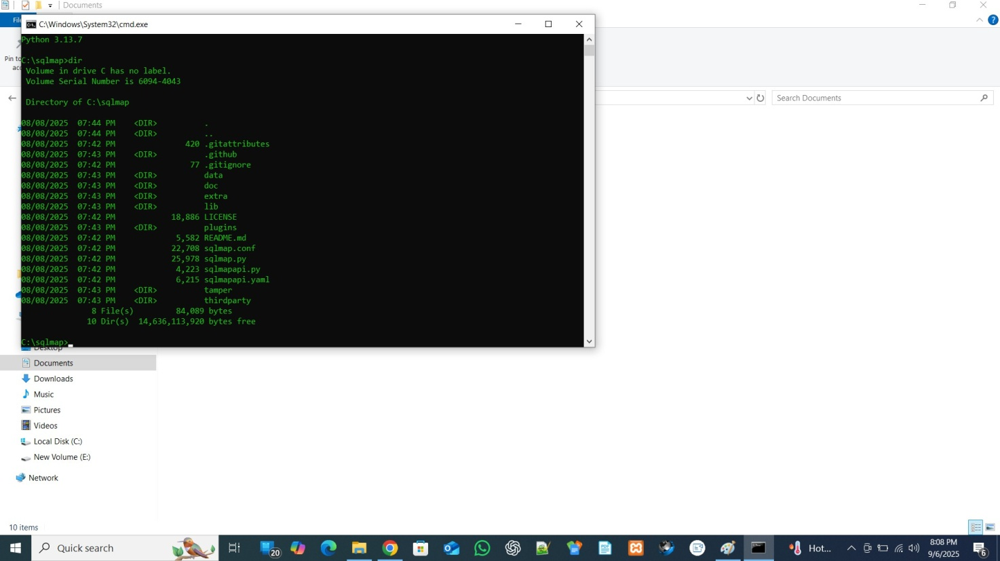 Documents
File
C:\Windows\System32\cmd.exe
Pin to
acc
Python 3.13.7
C:\sqlmap>dir
 Volume in drive C has no label.
 Volume Serial Number is 6094-4043
 Directory of C:\sqlmap
08/08/2025  07:44 PM    <DIR>          .
08/08/2025  07:44 PM    <DIR>          ..
08/08/2025  07:42 PM               420 .gitattributes
08/08/2025  07:43 PM    <DIR>          .github
08/08/2025  07:42 PM                77 .gitignore
08/08/2025  07:43 PM    <DIR>          data
08/08/2025  07:43 PM    <DIR>          doc
08/08/2025  07:43 PM    <DIR>          extra
08/08/2025  07:43 PM    <DIR>          lib
08/08/2025  07:42 PM            18,886 LICENSE
08/08/2025  07:43 PM    <DIR>          plugins
08/08/2025  07:42 PM             5,582 README.md
08/08/2025  07:42 PM            22,708 sqlmap.conf
08/08/2025  07:42 PM            25,978 sqlmap.py
08/08/2025  07:42 PM             4,223 sqlmapapi.py
08/08/2025  07:42 PM             6,215 sqlmapapi.yaml
08/08/2025  07:43 PM    <DIR>          tamper
08/08/2025  07:43 PM    <DIR>          thirdparty
               8 File(s)         84,089 bytes
              10 Dir(s)  14,636,113,920 bytes free
C:\sqlmap>
Search Documents
Desktop
Documents
Downloads
Music
Pictures
Videos
Local Disk (C:)
New Volume (E:)
Network
10 items
Quick search
20
Hot...
8:08 PM
9/6/2025
6